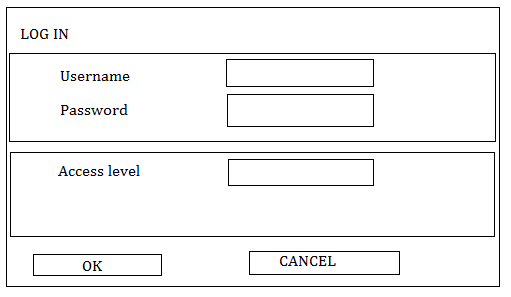 LOG IN
Username
Password
Access level
OK
CANCEL